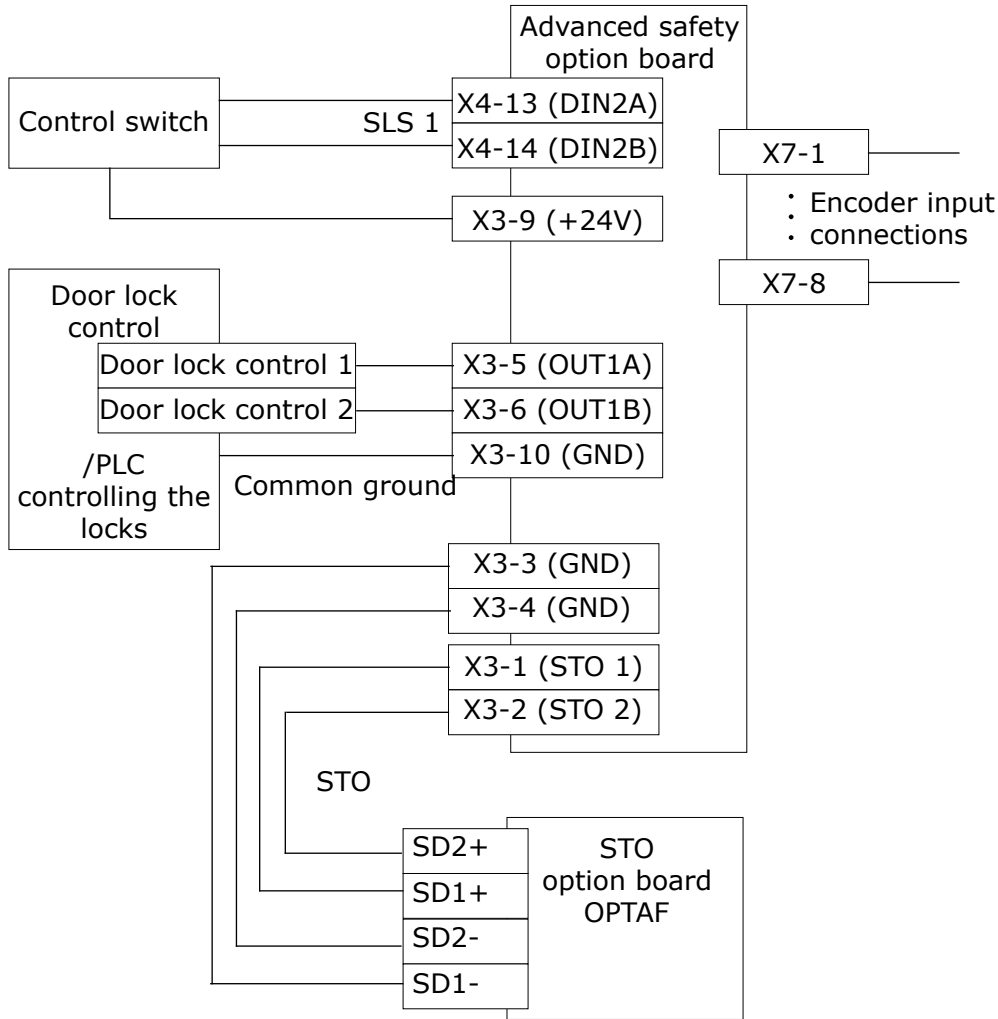 Advanced safety
option board
Control switch
SLS 1
X4-13 (DIN2A)
X4-14 (DIN2B)
X3-9 (+24V)
X7-1
Encoder input
connections
X7-8
Door lock
control
Door lock control 1
Door lock control 2
/PLC
controlling the
locks
X3-5 (OUT1A)
X3-6 (OUT1B)
X3-10 (GND)
Common ground
X3-3 (GND)
X3-4 (GND)
X3-1 (STO 1)
X3-2 (STO 2)
STO
SD2+
SD1+
SD2-
SD1-
STO
option board
OPTAF